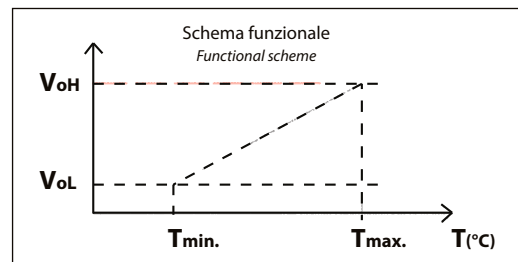 Schema funzionale
Functional scheme
VoH
VoL
Tmin.
Tmax.
T(°C)